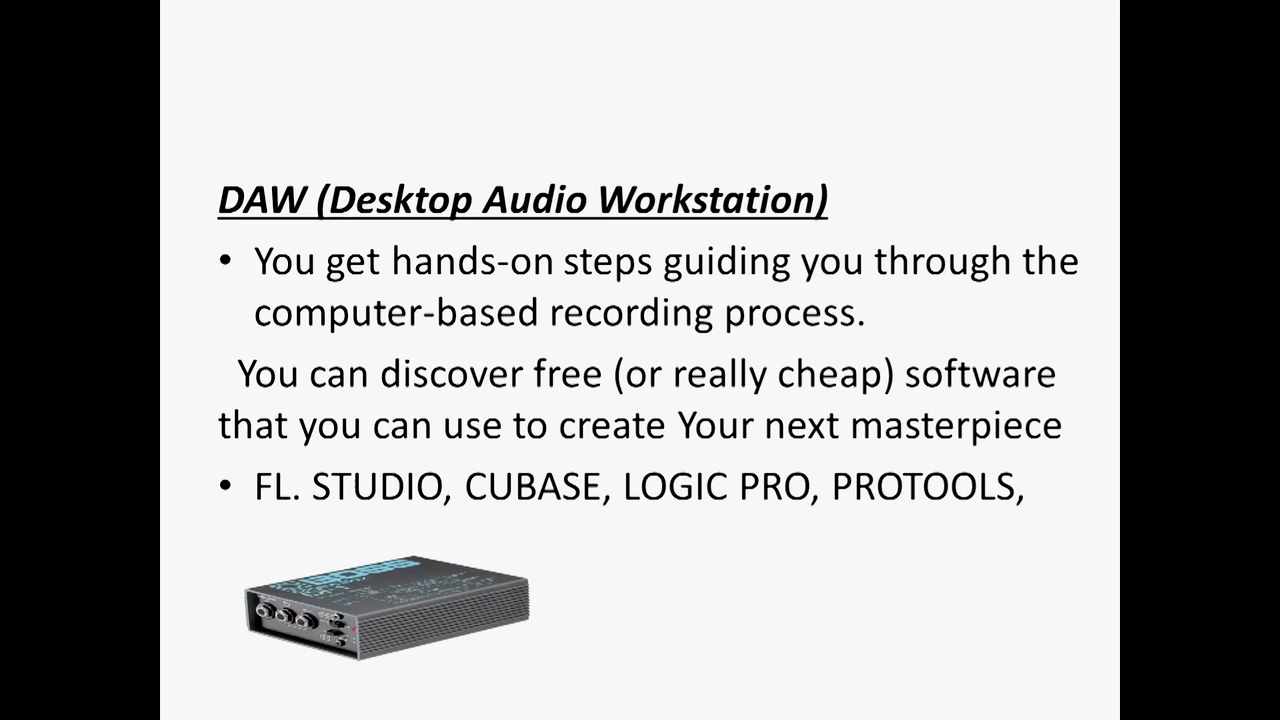 DAW (Desktop Audio Workstation)
• You get hands-on steps guiding you through the
computer-based recording process.
You can discover free (or really cheap) software
that you can use to create Your next masterpiece
• FL. STUDIO, CUBASE, LOGIC PRO, PROTOOLS,
BOSS